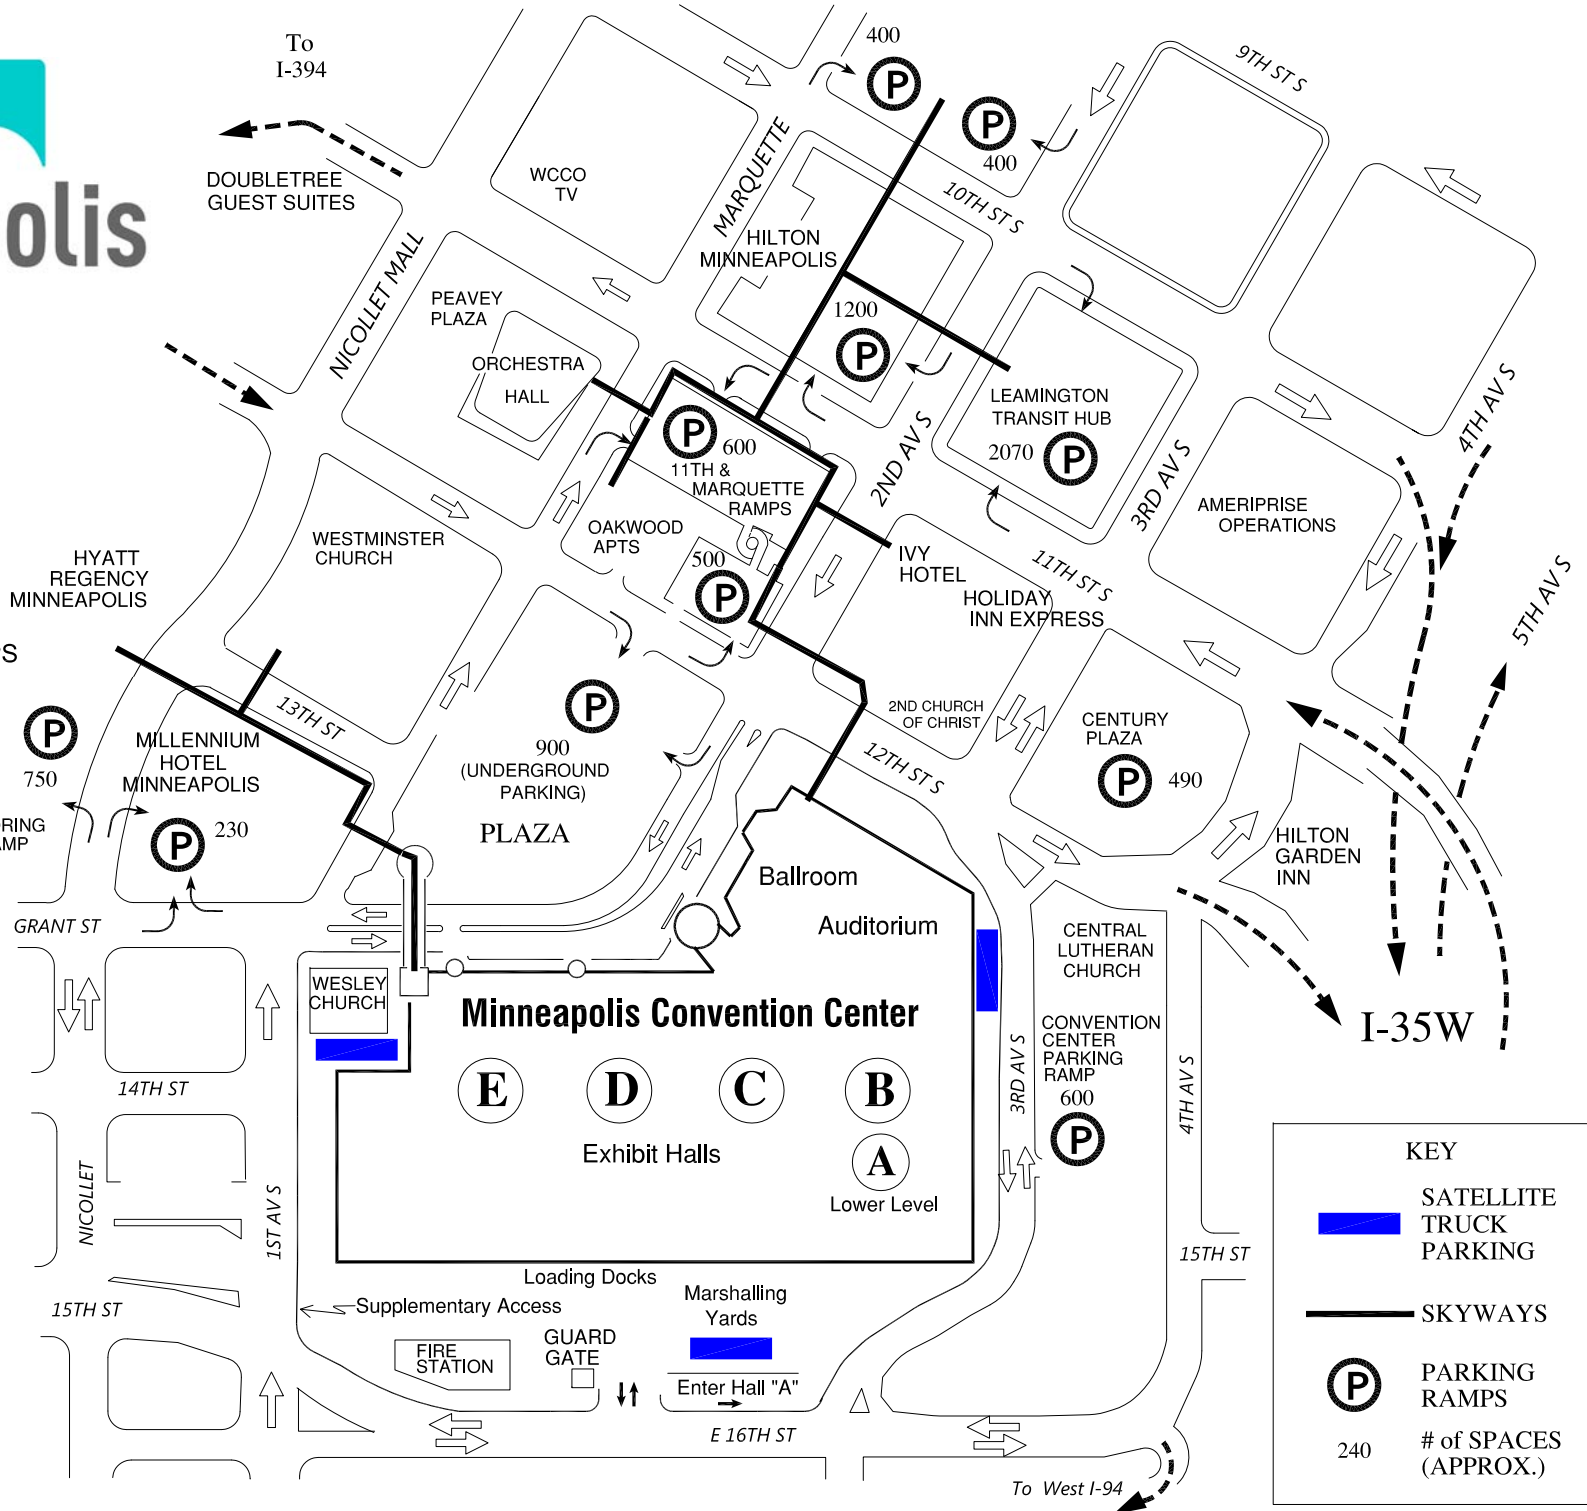 To
I-394
400
P
P
400
9TH ST S
olis
DOUBLETREE
GUEST SUITES
WCCO
TV
MARQUETTE
10TH ST S
HILTON
MINNEAPOLIS
NICOLLET MALL
PEAVEY
PLAZA
1200
P
ORCHESTRA
HALL
LEAMINGTON
TRANSIT HUB
2070
P
4TH AV S
P
600
11TH &
MARQUETTE
RAMPS
2ND AV S
3RD AV S
AMERIPRISE
OPERATIONS
WESTMINSTER
CHURCH
OAKWOOD
APTS
500
P
IVY
HOTEL
11TH ST S
HOLIDAY
INN EXPRESS
5TH AV S
HYATT
REGENCY
MINNEAPOLIS
PS
P
750
13TH ST
MILLENNIUM
HOTEL
MINNEAPOLIS
P
230
ORING
AMP
P
900
(UNDERGROUND
PARKING)
PLAZA
2ND CHURCH
OF CHRIST
12TH ST S
CENTURY
PLAZA
P
490
HILTON
GARDEN
INN
Ballroom
Auditorium
GRANT ST
WESLEY
CHURCH
CENTRAL
LUTHERAN
CHURCH
Minneapolis Convention Center
I-35W
CONVENTION
CENTER
PARKING
RAMP
600
P
E
D
C
B
A
Exhibit Halls
Lower Level
3RD AV S
4TH AV S
14TH ST
NICOLLET
1ST AV S
15TH ST
15TH ST
Loading Docks
Supplementary Access
Marshalling
Yards
FIRE
STATION
GUARD
GATE
Enter Hall "A"
E 16TH ST
To West I-94
KEY
SATELLITE
TRUCK
PARKING
SKYWAYS
P
PARKING
RAMPS
240
# of SPACES
(APPROX.)